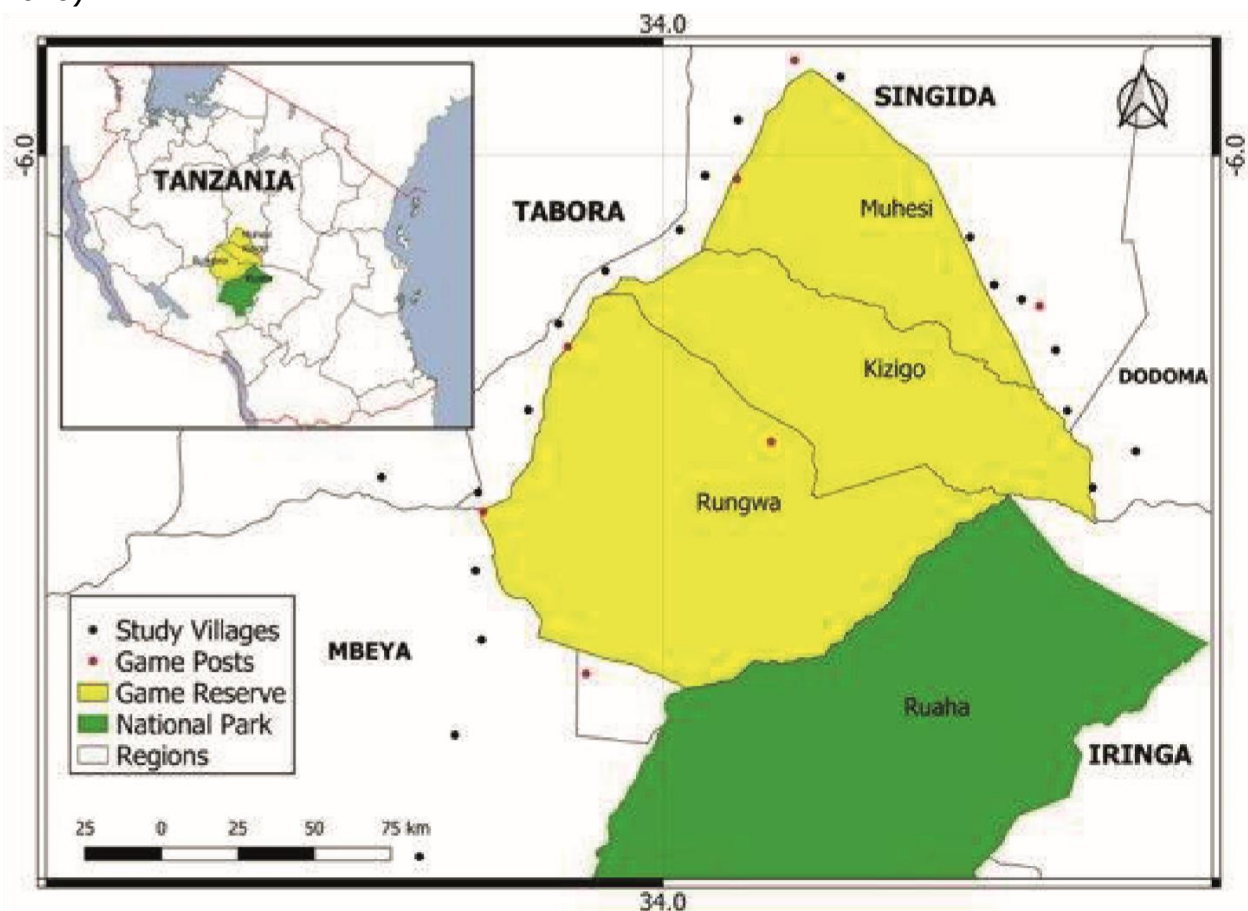 34.0
-6.0
-6.0
TANZANIA
SINGIDA
TABORA
Muhesi
Kizigo
DODOMA
Rungwa
MBEYA
Ruaha
IRINGA
Study Villages
Game Posts
Game Reserve
National Park
Regions
25 0 25 50 75 km
34.0